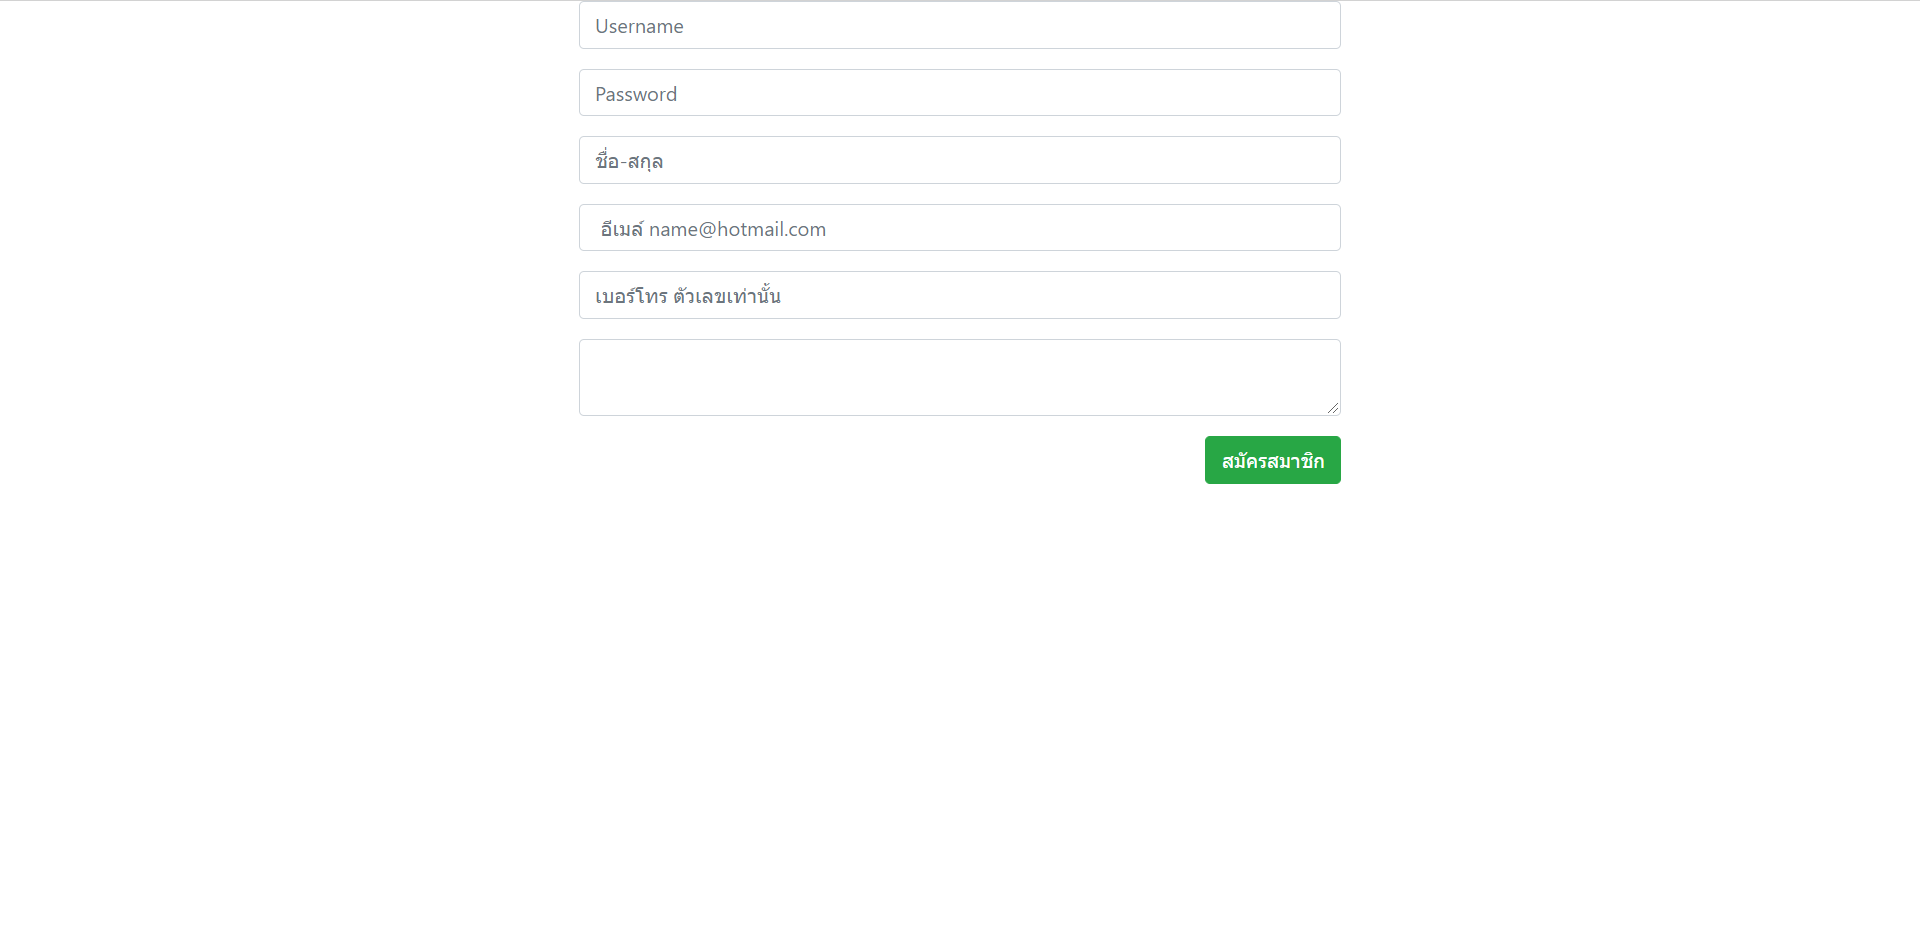 Username
Password
ชื่อ-สกุล
อีเมล์ name@hotmail.com
เบอร์โทร ตัวเลขเท่านั้น
สมัครสมาชิก